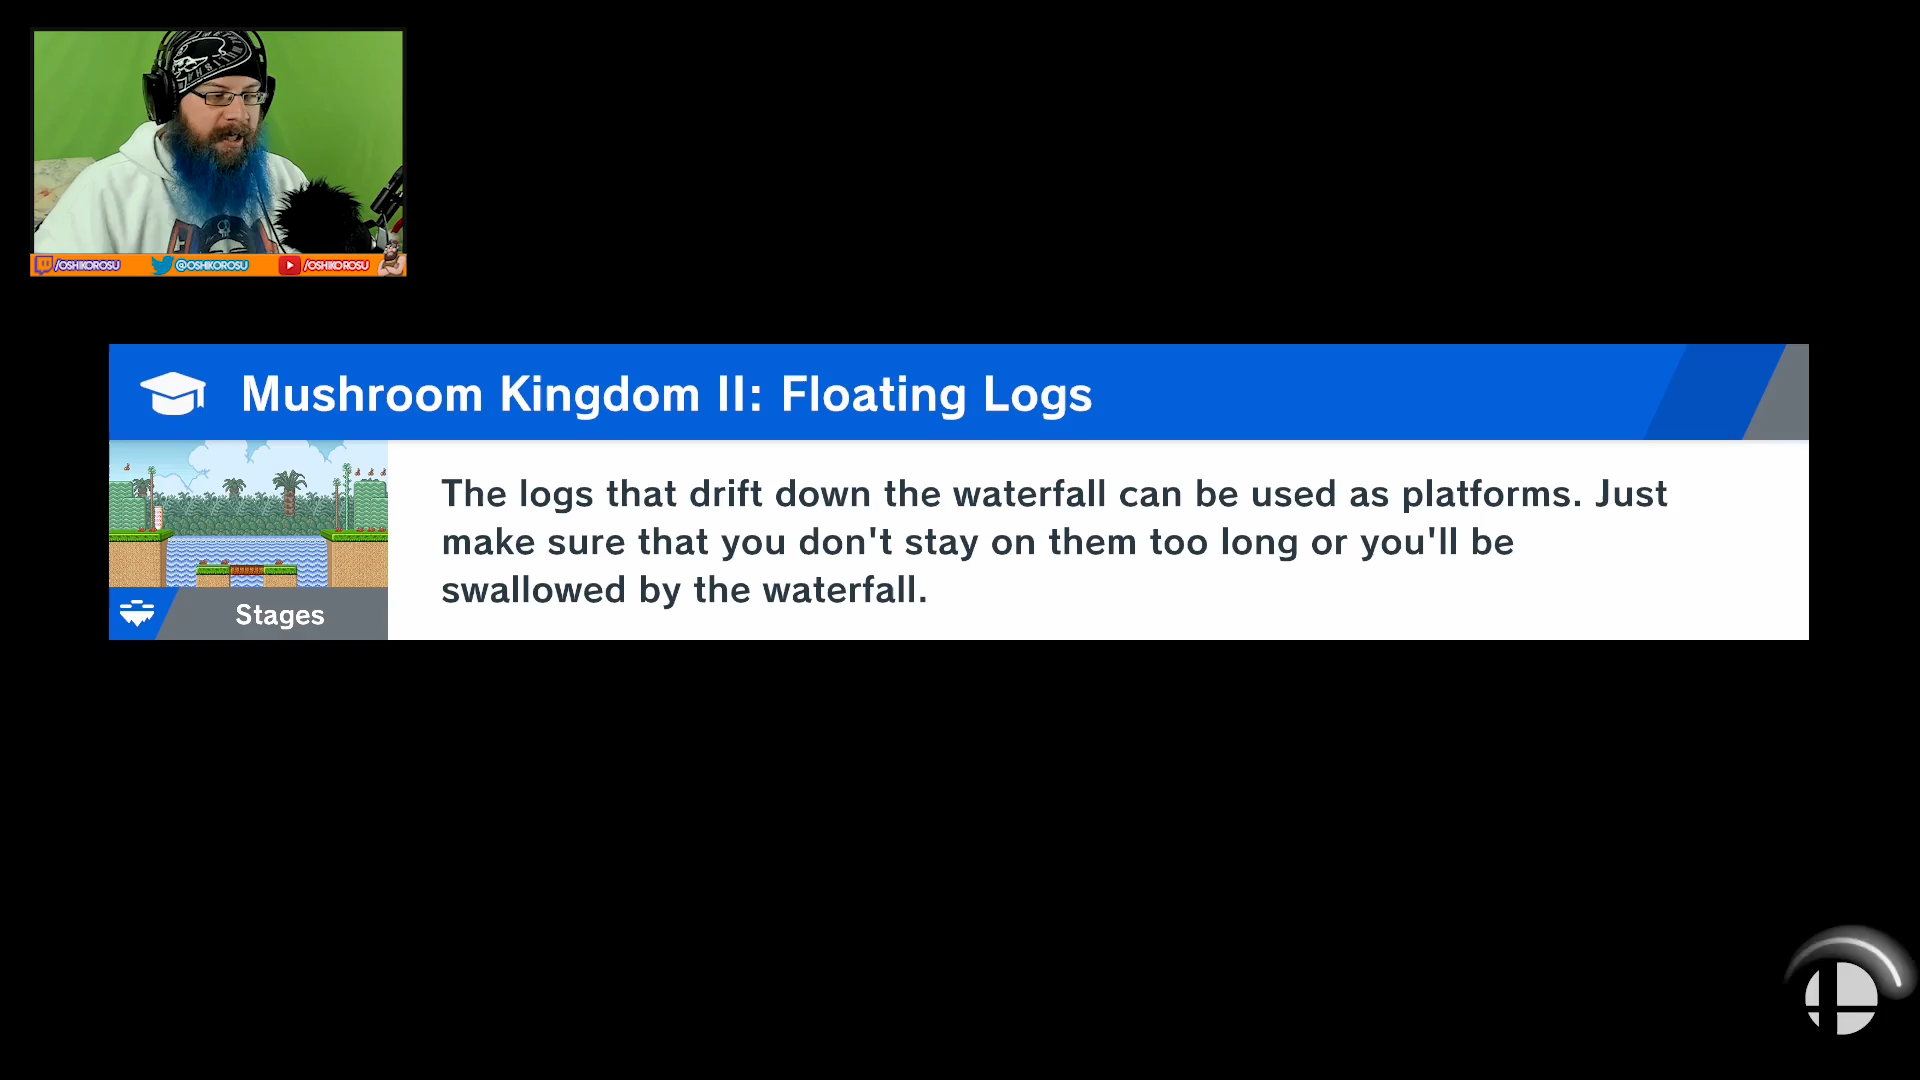 /OSHIKOROSU @OSHIKOROSU /OSHIKOROSU
Mushroom Kingdom II: Floating Logs
The logs that drift down the waterfall can be used as platforms. Just
make sure that you don't stay on them too long or you'll be
swallowed by the waterfall.
Stages